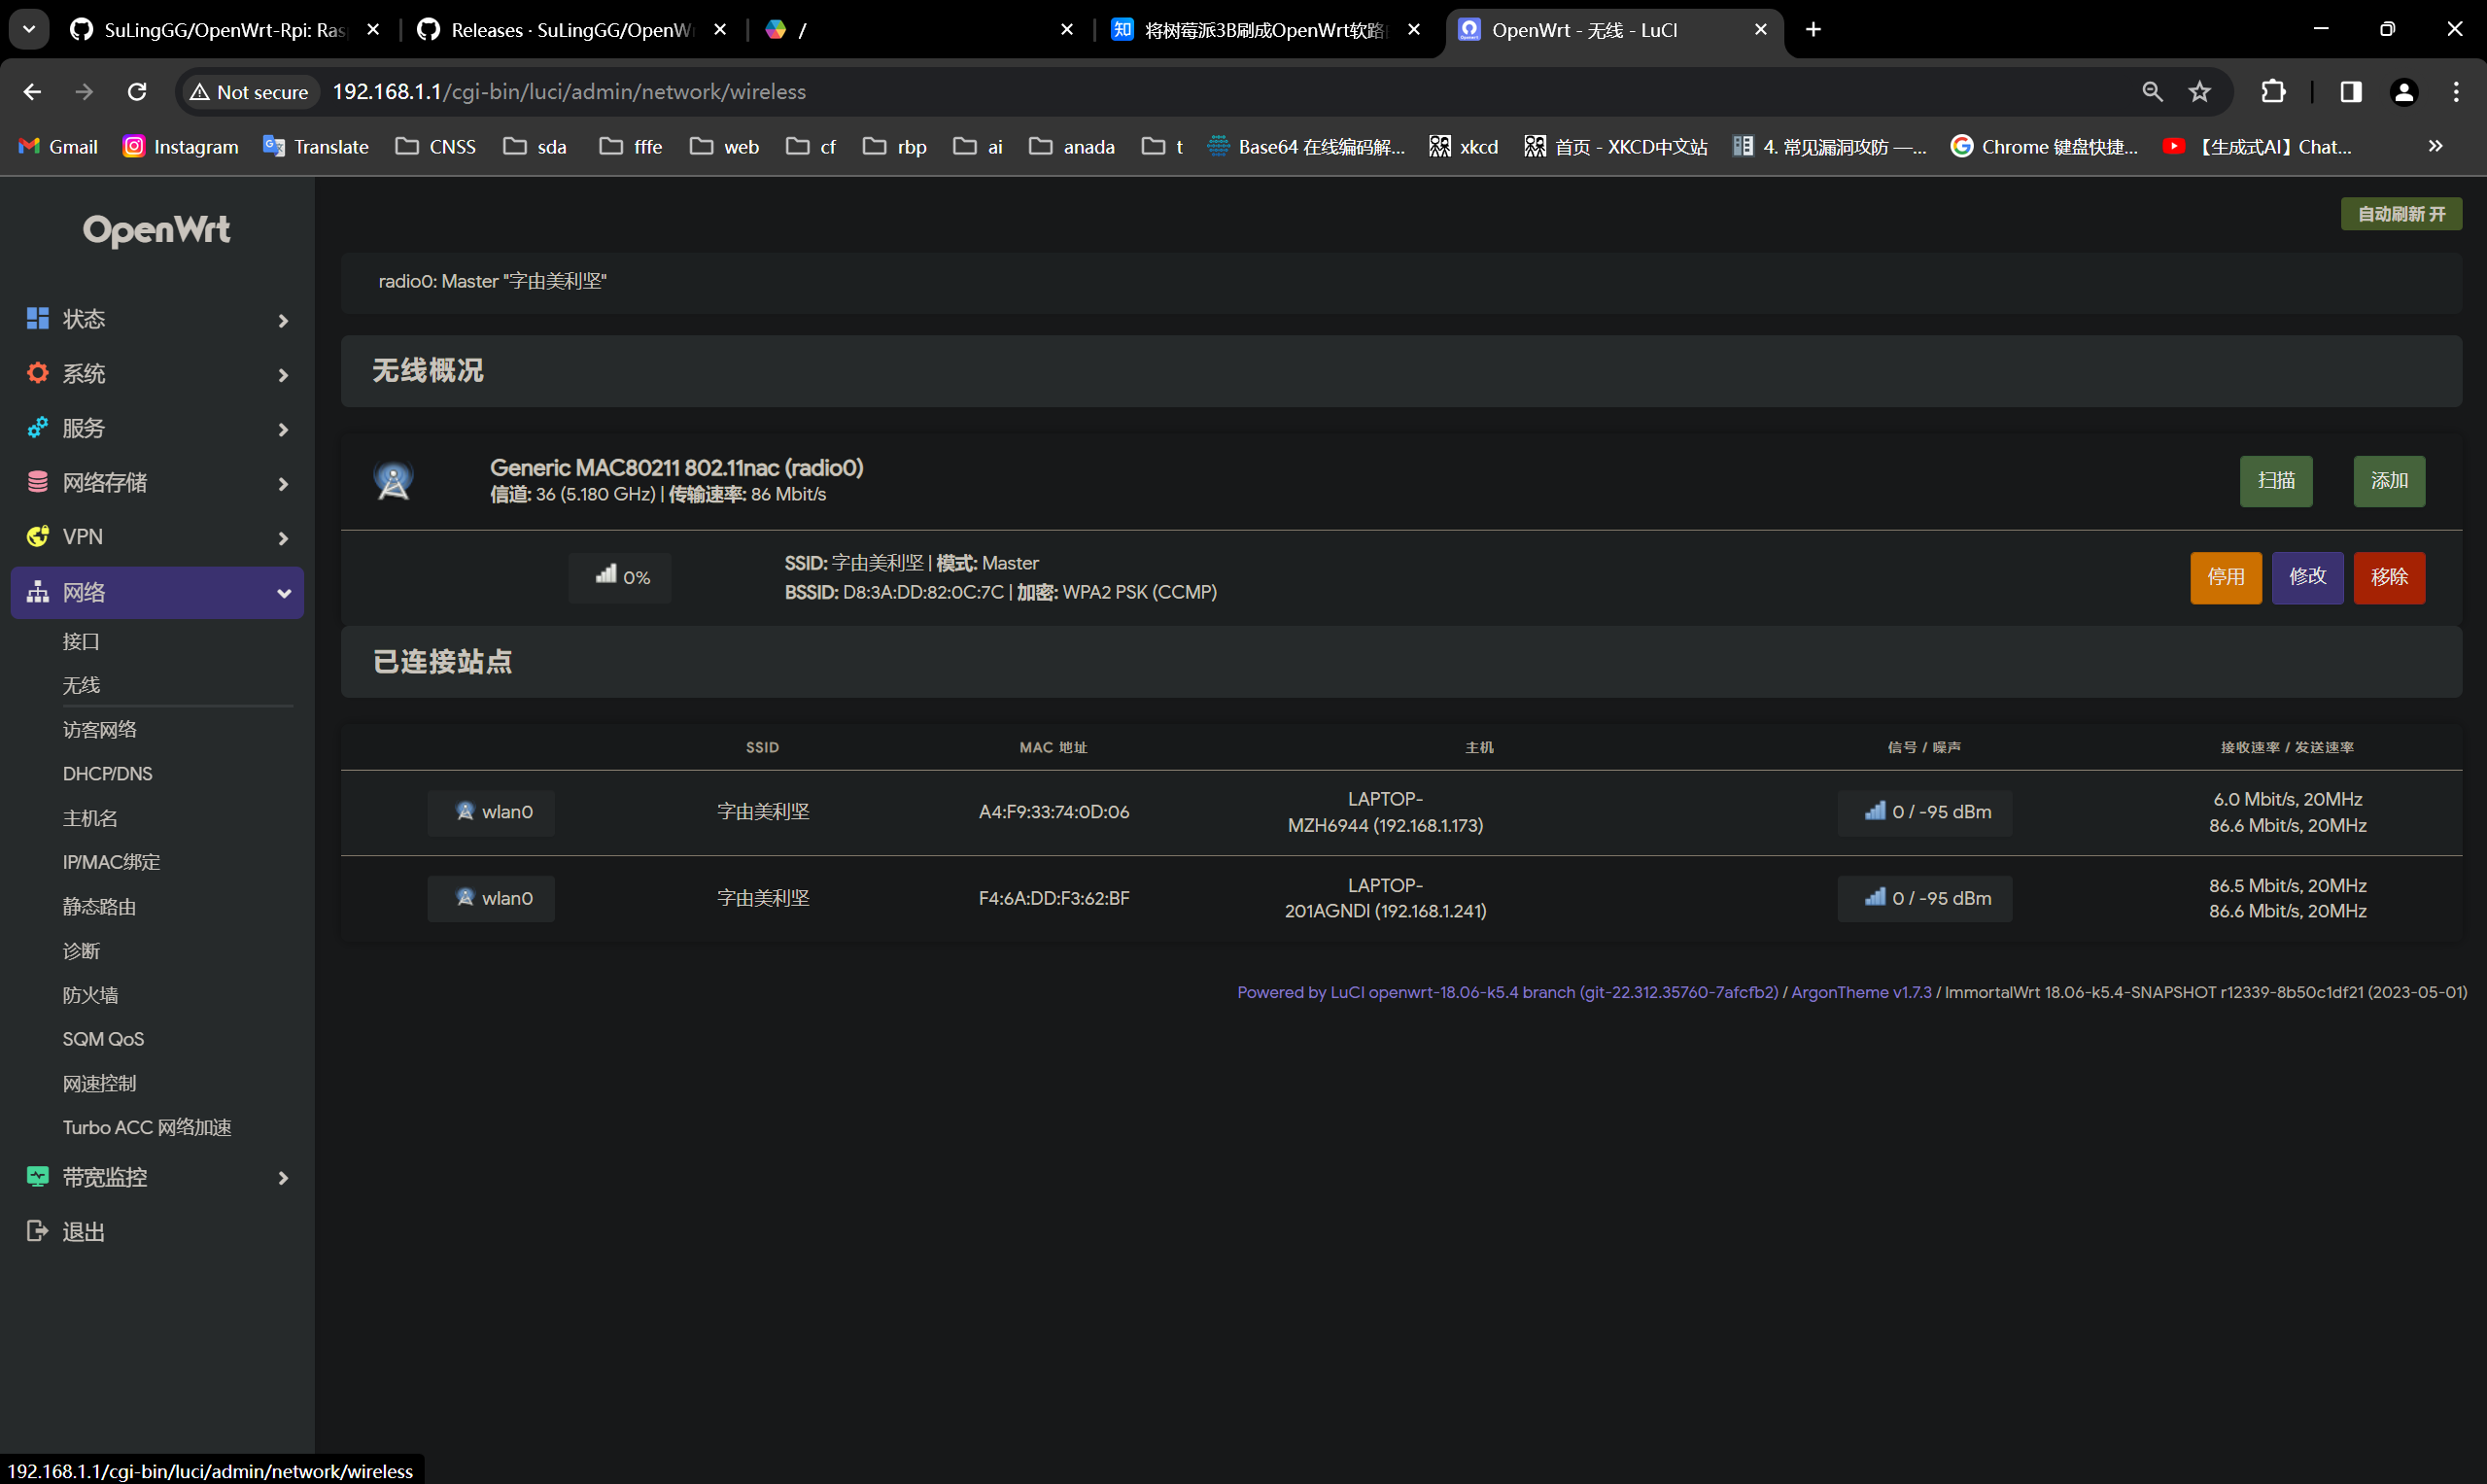 SuLingGG/OpenWrt-Rpi: Ras
Releases · SuLingGG/OpenW
/
将树莓派3B刷成OpenWrt软路
OpenWrt - 无线 - LuCI
Not secure
192.168.1.1/cgi-bin/luci/admin/network/wireless
Gmail
Instagram
Translate
CNSS
sda
fffe
web
cf
rbp
ai
anada
t
Base64 在线编码解...
xkcd
首页 - XKCD中文站
4. 常见漏洞攻防 —...
Chrome 键盘快捷...
【生成式AI】Chat...
OpenWrt
状态
系统
服务
网络存储
VPN
网络
接口
无线
访客网络
DHCP/DNS
主机名
IP/MAC绑定
静态路由
诊断
防火墙
SQM QoS
网速控制
Turbo ACC 网络加速
带宽监控
退出
自动刷新 开
radio0: Master "字由美利坚"
无线概况
Generic MAC80211 802.11nac (radio0)
信道: 36 (5.180 GHz) | 传输速率: 86 Mbit/s
扫描
添加
0%
SSID: 字由美利坚 | 模式: Master
BSSID: D8:3A:DD:82:0C:7C | 加密: WPA2 PSK (CCMP)
停用
修改
移除
已连接站点
SSID
MAC 地址
主机
信号 / 噪声
接收速率 / 发送速率
wlan0
字由美利坚
A4:F9:33:74:0D:06
LAPTOP-
MZH6944 (192.168.1.173)
0 / -95 dBm
6.0 Mbit/s, 20MHz
86.6 Mbit/s, 20MHz
wlan0
字由美利坚
F4:6A:DD:F3:62:BF
LAPTOP-
201AGNDI (192.168.1.241)
0 / -95 dBm
86.5 Mbit/s, 20MHz
86.6 Mbit/s, 20MHz
Powered by LuCI openwrt-18.06-k5.4 branch (git-22.312.35760-7afcfb2) / ArgonTheme v1.7.3 / ImmortalWrt 18.06-k5.4-SNAPSHOT r12339-8b50c1df21 (2023-05-01)
192.168.1.1/cgi-bin/luci/admin/network/wireless